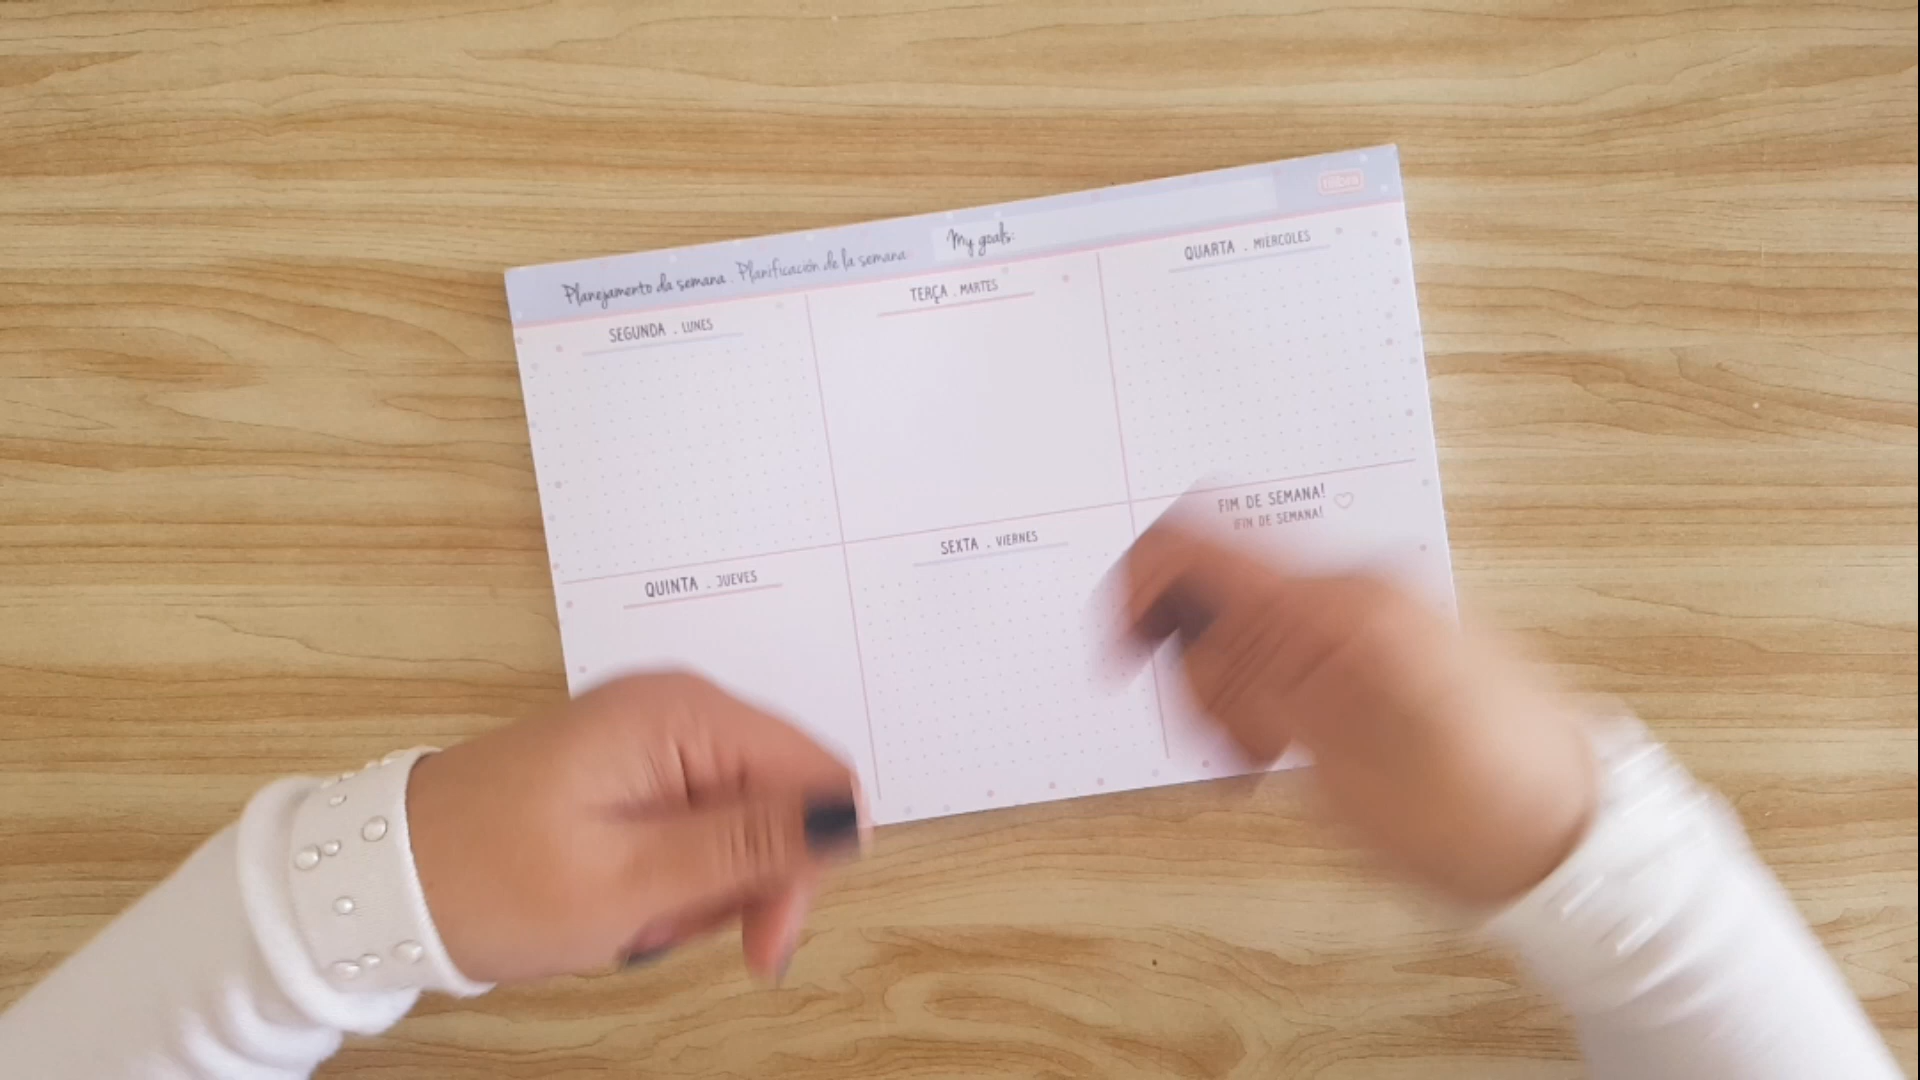 Planejamento da semana . Planificación de la semana
My goals:
tilibra
SEGUNDA . LUNES
TERÇA . MARTES
QUARTA . MIÉRCOLES
QUINTA . JUEVES
SEXTA . VIERNES
FIM DE SEMANA!
¡FIN DE SEMANA!